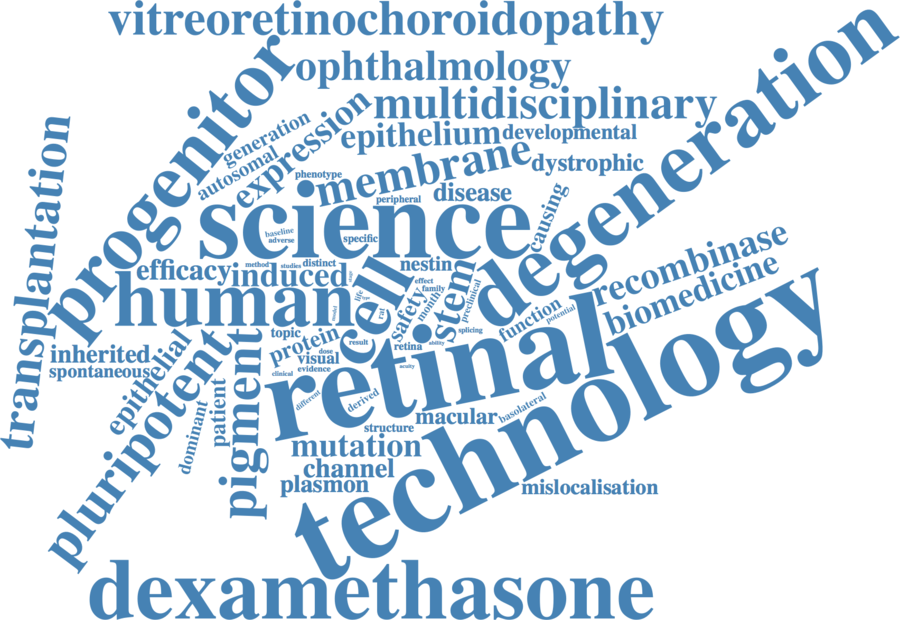 vitreoretinochoroidopathy
ophthalmology
progenitor
degeneration
multidisciplinary
generation
expression
epithelium
developmental
autosomal
transplantation
phenotype
membrane
dystrophic
peripheral
disease
science
causing
baseline
adverse
specific
efficacy
induced
method
studies
distinct
nestin
recombinase
human
cell
stem
effect
family
life
rat
safety
month
preclinical
biomedicine
function
potential
topic
protein
result
retina
ability
splicing
inherited
spontaneous
epithelial
dose
visual
evidence
clinical
acuity
retinal
technology
pluripotent
pigment
patient
dominant
different
derived
macular
basolateral
structure
mutation
channel
plasmon
mislocalisation
dexamethasone